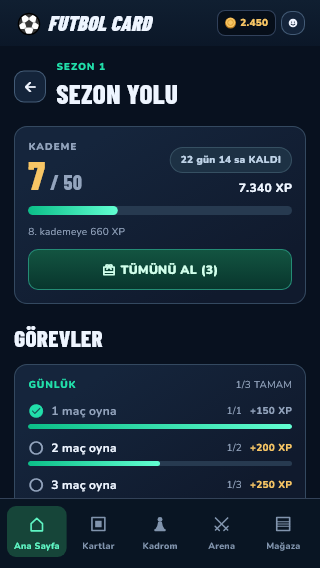 FUTBOL CARD
2.450
SEZON 1
SEZON YOLU
KADEME
22 gün 14 sa KALDI
7 / 50
7.340 XP
8. kademeye 660 XP
TÜMÜNÜ AL (3)
GÖREVLER
GÜNLÜK
1/3 TAMAM
1 maç oyna 1/1 +150 XP
2 maç oyna 1/2 +200 XP
3 maç oyna 1/3 +250 XP
Ana Sayfa Kartlar Kadrom Arena Mağaza